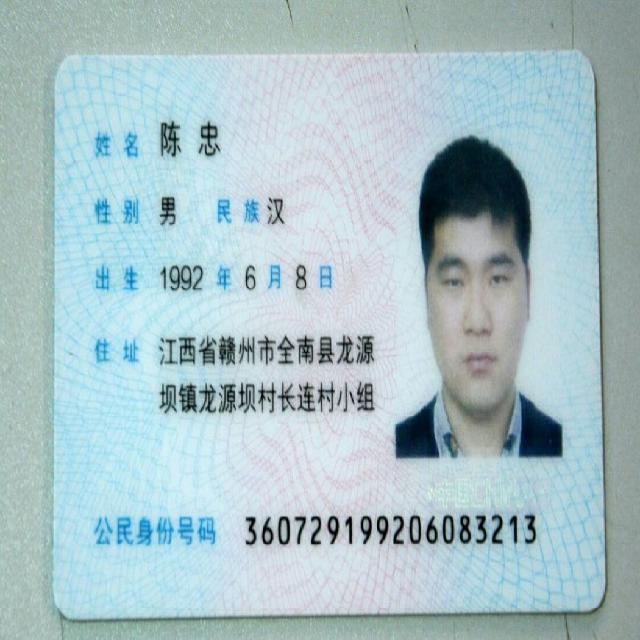 姓名 陈忠
性别 男 民族 汉
出生 1992 年 6 月 8 日
住址 江西省赣州市全南县龙源
坝镇龙源坝村长连村小组
公民身份号码 360729199206083213